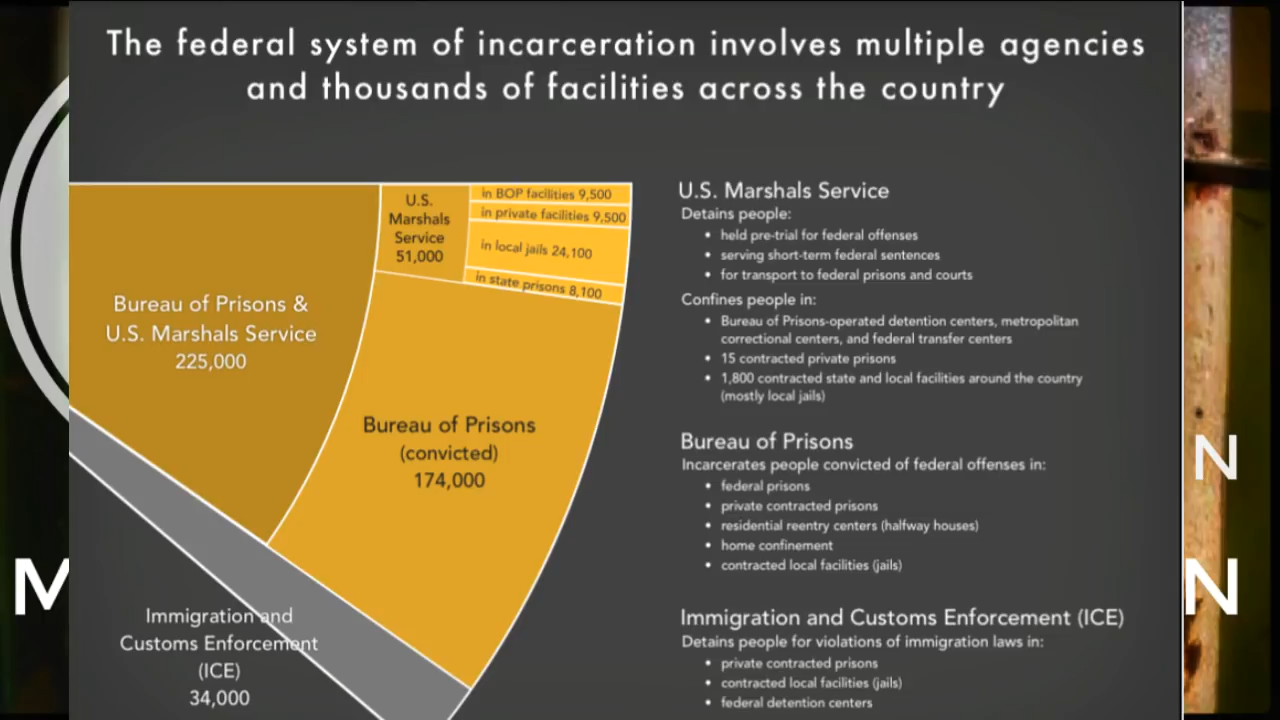 The federal system of incarceration involves multiple agencies
and thousands of facilities across the country
Bureau of Prisons &
U.S. Marshals Service
225,000
U.S.
Marshals
Service
51,000
in BOP facilities 9,500
in private facilities 9,500
in local jails 24,100
in state prisons 8,100
Bureau of Prisons
(convicted)
174,000
Immigration and
Customs Enforcement
(ICE)
34,000
U.S. Marshals Service
Detains people:
• held pre-trial for federal offenses
• serving short-term federal sentences
• for transport to federal prisons and courts
Confines people in:
• Bureau of Prisons-operated detention centers, metropolitan
correctional centers, and federal transfer centers
• 15 contracted private prisons
• 1,800 contracted state and local facilities around the country
(mostly local jails)
Bureau of Prisons
Incarcerates people convicted of federal offenses in:
• federal prisons
• private contracted prisons
• residential reentry centers (halfway houses)
• home confinement
• contracted local facilities (jails)
Immigration and Customs Enforcement (ICE)
Detains people for violations of immigration laws in:
• private contracted prisons
• contracted local facilities (jails)
• federal detention centers
N
M
N